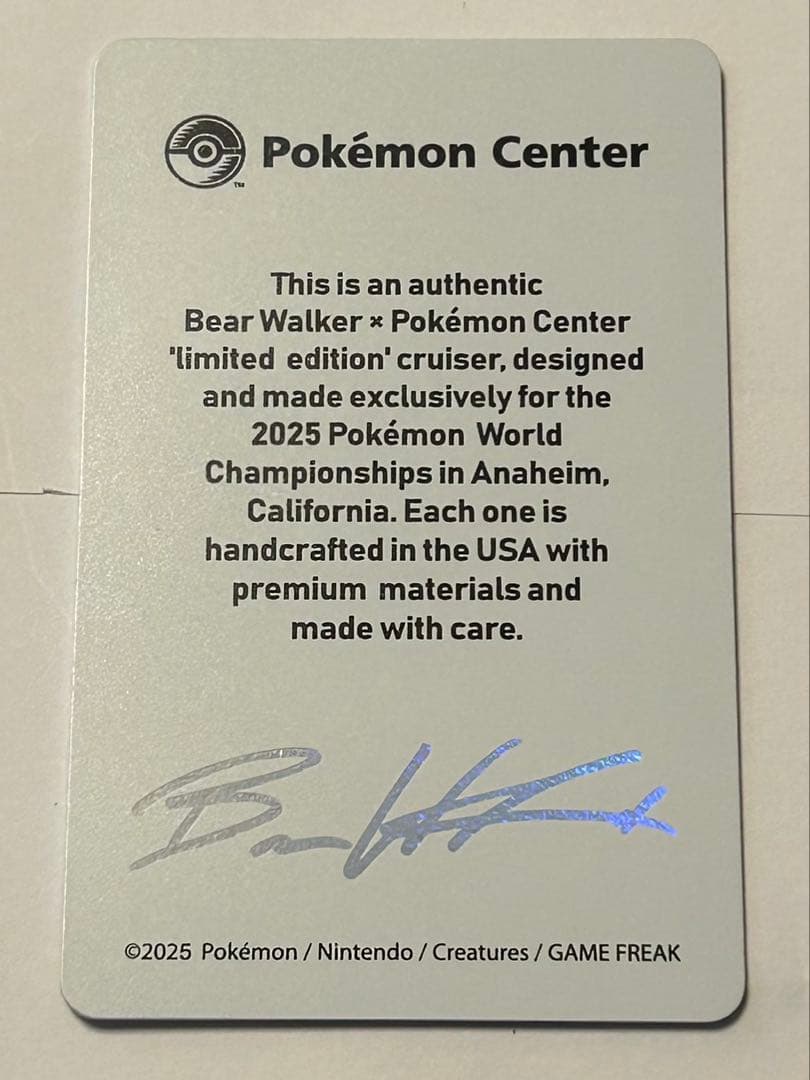 Pokémon Center
TM
This is an authentic
Bear Walker × Pokémon Center
'limited edition' cruiser, designed
and made exclusively for the
2025 Pokémon World
Championships in Anaheim,
California. Each one is
handcrafted in the USA with
premium materials and
made with care.
©2025 Pokémon / Nintendo / Creatures / GAME FREAK